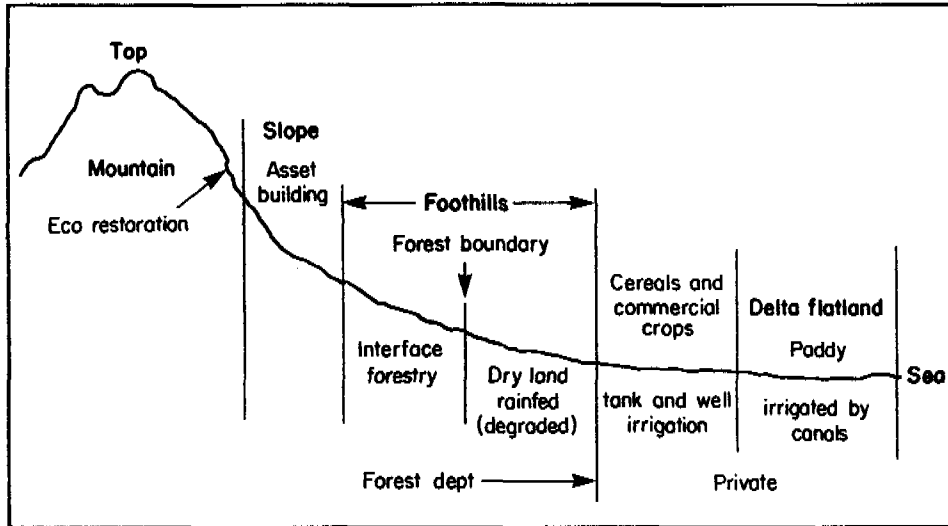 Top
Slope
Mountain
Asset
building
Eco restoration
Foothills
Forest boundary
Cereals and
commercial
crops
Delta flatland
Paddy
Interface
forestry
Dry land
rainfed
(degraded)
Sea
tank and well
irrigation
irrigated by
canals
Forest dept
Private